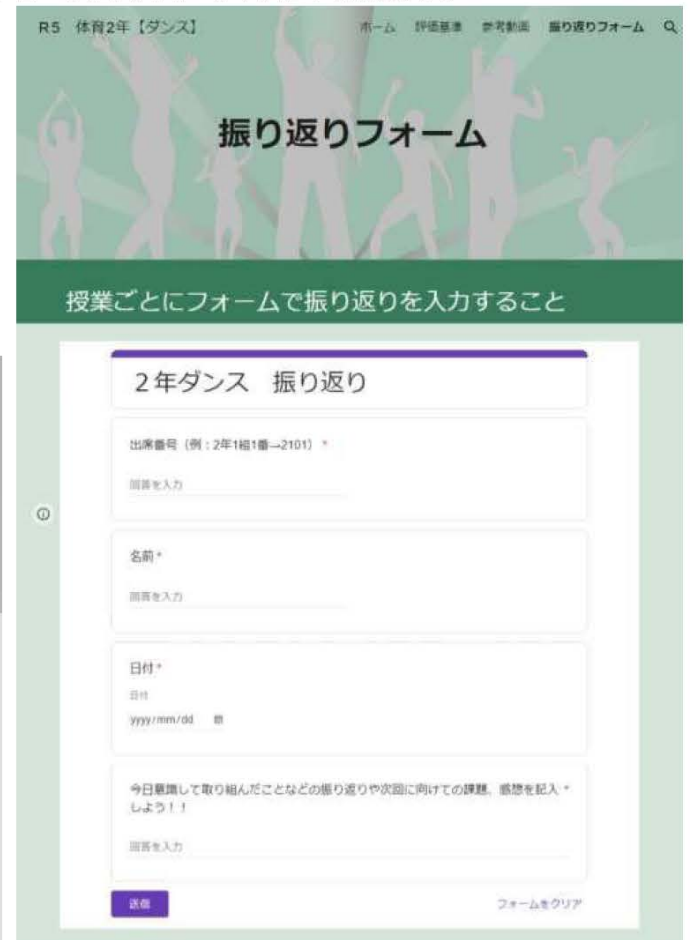 R5 体育2年【ダンス】
ホーム 評価基準 参考動画 振り返りフォーム
振り返りフォーム
授業ごとにフォームで振り返りを入力すること
2年ダンス 振り返り
出席番号（例：2年1組1番→2101） *
回答を入力
名前 *
回答を入力
日付 *
日付
yyyy/mm/dd
今日意識して取り組んだことなどの振り返りや次回に向けての課題、感想を記入 *
しよう！！
回答を入力
送信
フォームをクリア